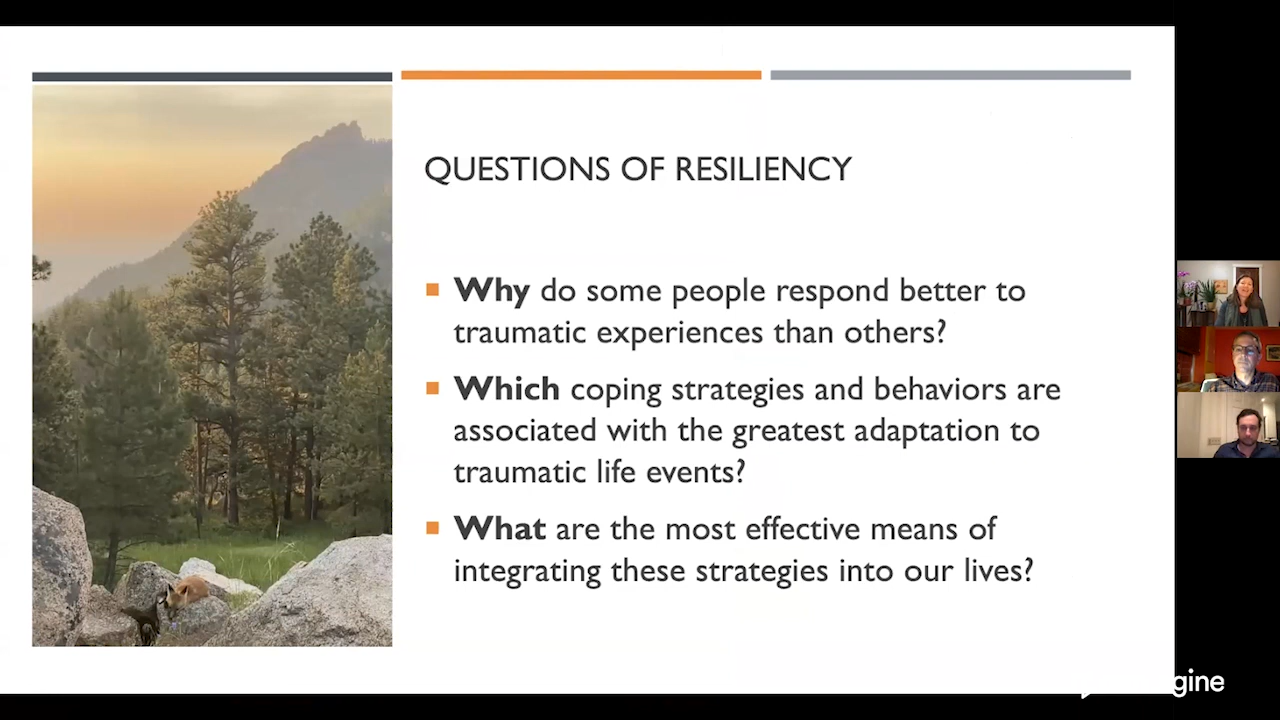 QUESTIONS OF RESILIENCY
Why do some people respond better to
traumatic experiences than others?
Which coping strategies and behaviors are
associated with the greatest adaptation to
traumatic life events?
What are the most effective means of
integrating these strategies into our lives?